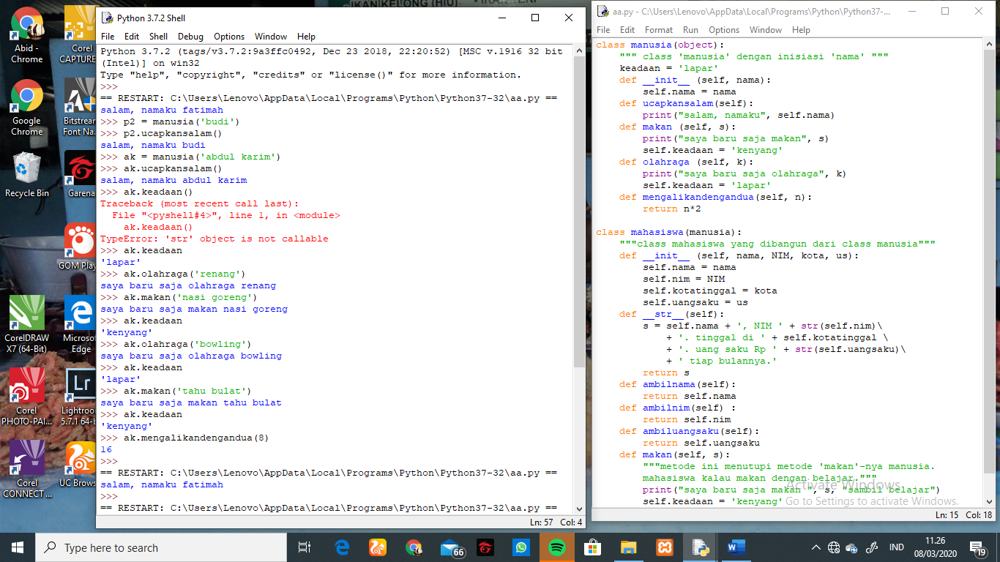 Abid -
Chrome
Corel
CAPTURE
Google
Chrome
Bitstream
Font Na...
Recycle Bin
Garena
GOM Play
CorelDRAW
X7 (64-Bit)
Microso
Edge
Corel
PHOTO-PAI...
Lightroo
5.7.1 64-b
Corel
CONNECT ...
UC Brows
IKAN KELONG (HIU)
Python 3.7.2 Shell
File Edit Shell Debug Options Window Help
Python 3.7.2 (tags/v3.7.2:9a3ffc0492, Dec 23 2018, 22:20:52) [MSC v.1916 32 bit
(Intel)] on win32
Type "help", "copyright", "credits" or "license()" for more information.
>>>
== RESTART: C:\Users\Lenovo\AppData\Local\Programs\Python\Python37-32\aa.py ==
salam, namaku fatimah
>>> p2 = manusia('budi')
>>> p2.ucapkansalam()
salam, namaku budi
>>> ak = manusia('abdul karim')
>>> ak.ucapkansalam()
salam, namaku abdul karim
>>> ak.keadaan()
Traceback (most recent call last):
  File "<pyshell#4>", line 1, in <module>
    ak.keadaan()
TypeError: 'str' object is not callable
>>> ak.keadaan
'lapar'
>>> ak.olahraga('renang')
saya baru saja olahraga renang
>>> ak.makan('nasi goreng')
saya baru saja makan nasi goreng
>>> ak.keadaan
'kenyang'
>>> ak.olahraga('bowling')
saya baru saja olahraga bowling
>>> ak.keadaan
'lapar'
>>> ak.makan('tahu bulat')
saya baru saja makan tahu bulat
>>> ak.keadaan
'kenyang'
>>> ak.mengalikandengandua(8)
16
>>>
== RESTART: C:\Users\Lenovo\AppData\Local\Programs\Python\Python37-32\aa.py ==
salam, namaku fatimah
>>>
== RESTART: C:\Users\Lenovo\AppData\Local\Programs\Python\Python37-32\aa.py ==
Ln: 57 Col: 4
aa.py - C:\Users\Lenovo\AppData\Local\Programs\Python\Python37-...
File Edit Format Run Options Window Help
class manusia(object):
    """ class 'manusia' dengan inisiasi 'nama' """
    keadaan = 'lapar'
    def __init__ (self, nama):
        self.nama = nama
    def ucapkansalam(self):
        print("salam, namaku", self.nama)
    def makan (self, s):
        print("saya baru saja makan", s)
        self.keadaan = 'kenyang'
    def olahraga (self, k):
        print("saya baru saja olahraga", k)
        self.keadaan = 'lapar'
    def mengalikandengandua(self, n):
        return n*2
class mahasiswa(manusia):
    """class mahasiswa yang dibangun dari class manusia"""
    def __init__ (self, nama, NIM, kota, us):
        self.nama = nama
        self.nim = NIM
        self.kotatinggal = kota
        self.uangsaku = us
    def __str__(self):
        s = self.nama + ', NIM ' + str(self.nim)\
            + '. tinggal di ' + self.kotatinggal \
            + '. uang saku Rp ' + str(self.uangsaku)\
            + ' tiap bulannya.'
        return s
    def ambilnama(self):
        return self.nama
    def ambilnim(self) :
        return self.nim
    def ambiluangsaku(self):
        return self.uangsaku
    def makan(self, s):
        """metode ini menutupi metode 'makan'-nya manusia.
        mahasiswa kalau makan dengan belajar."""
        print("saya baru saja makan ", s, "sambil belajar")
        self.keadaan = 'kenyang'
Activate Windows
Go to Settings to activate Windows.
Ln: 15 Col: 18
Type here to search
66
IND
11.26
08/03/2020
19